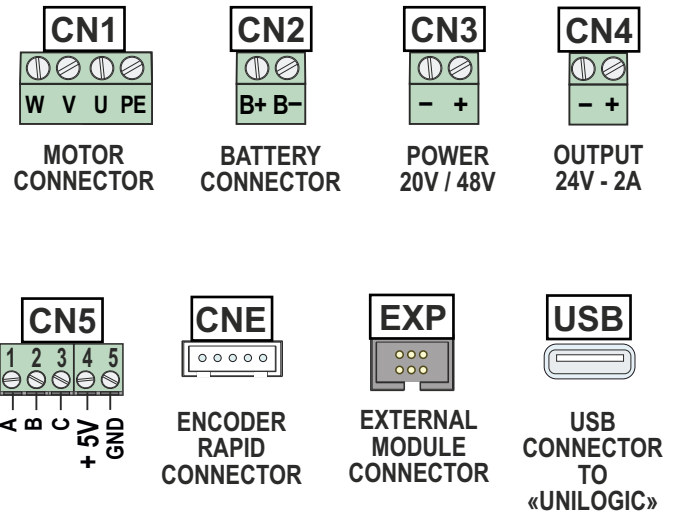 CN1
W V U PE
MOTOR
CONNECTOR
CN2
B+ B−
BATTERY
CONNECTOR
CN3
− +
POWER
20V / 48V
CN4
− +
OUTPUT
24V - 2A
CN5
1 2 3 4 5
A B C + 5V GND
CNE
ENCODER
RAPID
CONNECTOR
EXP
EXTERNAL
MODULE
CONNECTOR
USB
USB
CONNECTOR
TO
«UNILOGIC»